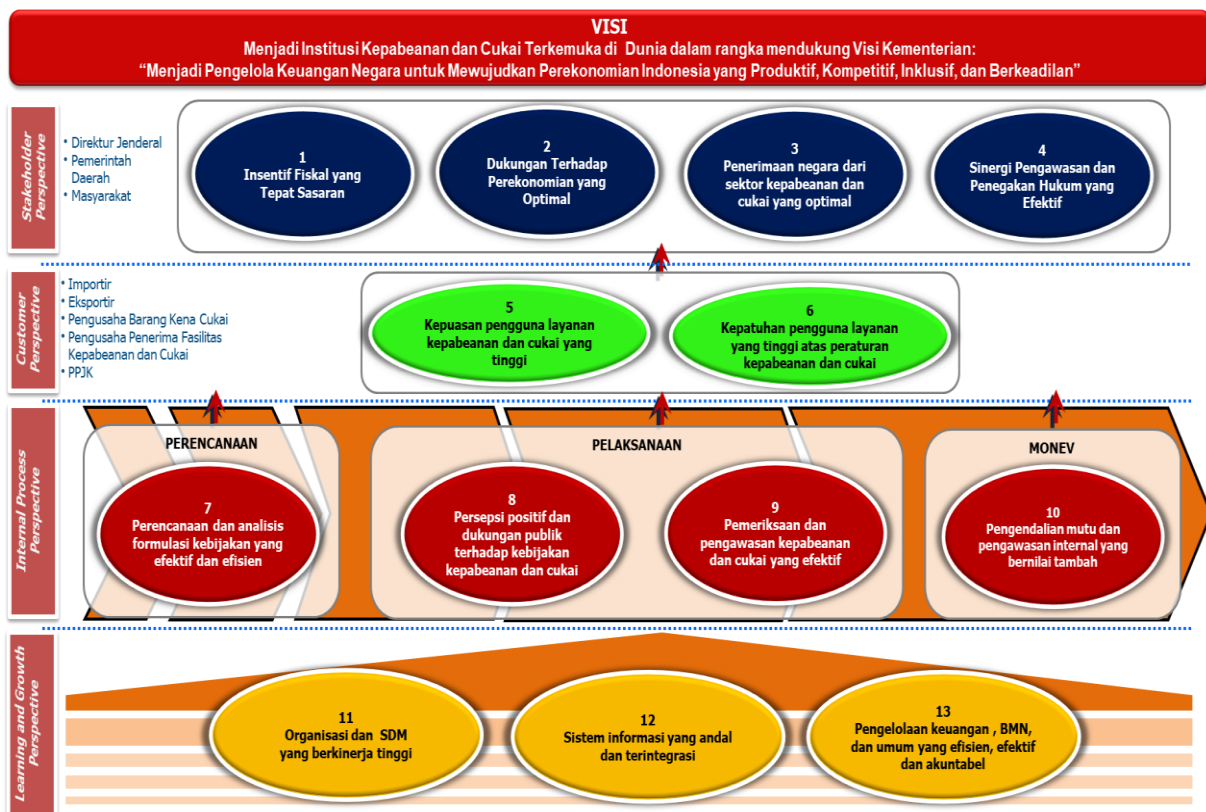 VISI
Menjadi Institusi Kepabeanan dan Cukai Terkemuka di Dunia dalam rangka mendukung Visi Kementerian:
“Menjadi Pengelola Keuangan Negara untuk Mewujudkan Perekonomian Indonesia yang Produktif, Kompetitif, Inklusif, dan Berkeadilan”
Stakeholder
Perspective
• Direktur Jenderal
• Pemerintah
Daerah
• Masyarakat
1
Insentif Fiskal yang
Tepat Sasaran
2
Dukungan Terhadap
Perekonomian yang
Optimal
3
Penerimaan negara dari
sektor kepabeanan dan
cukai yang optimal
4
Sinergi Pengawasan dan
Penegakan Hukum yang
Efektif
Customer
Perspective
• Importir
• Eksportir
• Pengusaha Barang Kena Cukai
• Pengusaha Penerima Fasilitas
Kepabeanan dan Cukai
• PPJK
5
Kepuasan pengguna layanan
kepabeanan dan cukai yang
tinggi
6
Kepatuhan pengguna layanan
yang tinggi atas peraturan
kepabeanan dan cukai
Internal Process
Perspective
PERENCANAAN
7
Perencanaan dan analisis
formulasi kebijakan yang
efektif dan efisien
PELAKSANAAN
8
Persepsi positif dan
dukungan publik
terhadap kebijakan
kepabeanan dan cukai
9
Pemeriksaan dan
pengawasan kepabeanan
dan cukai yang efektif
MONEV
10
Pengendalian mutu dan
pengawasan internal yang
bernilai tambah
Learning and Growth
Perspective
11
Organisasi dan SDM
yang berkinerja tinggi
12
Sistem informasi yang andal
dan terintegrasi
13
Pengelolaan keuangan , BMN,
dan umum yang efisien, efektif
dan akuntabel